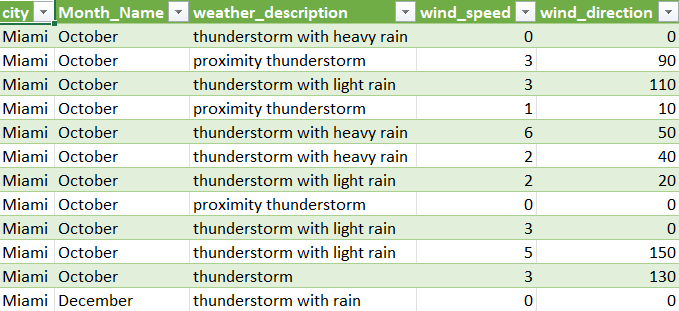 city Month_Name weather_description wind_speed wind_direction
Miami October thunderstorm with heavy rain 0 0
Miami October proximity thunderstorm 3 90
Miami October thunderstorm with light rain 3 110
Miami October proximity thunderstorm 1 10
Miami October thunderstorm with heavy rain 6 50
Miami October thunderstorm with heavy rain 2 40
Miami October thunderstorm with light rain 2 20
Miami October proximity thunderstorm 0 0
Miami October thunderstorm with light rain 3 0
Miami October thunderstorm with light rain 5 150
Miami October thunderstorm 3 130
Miami December thunderstorm with rain 0 0